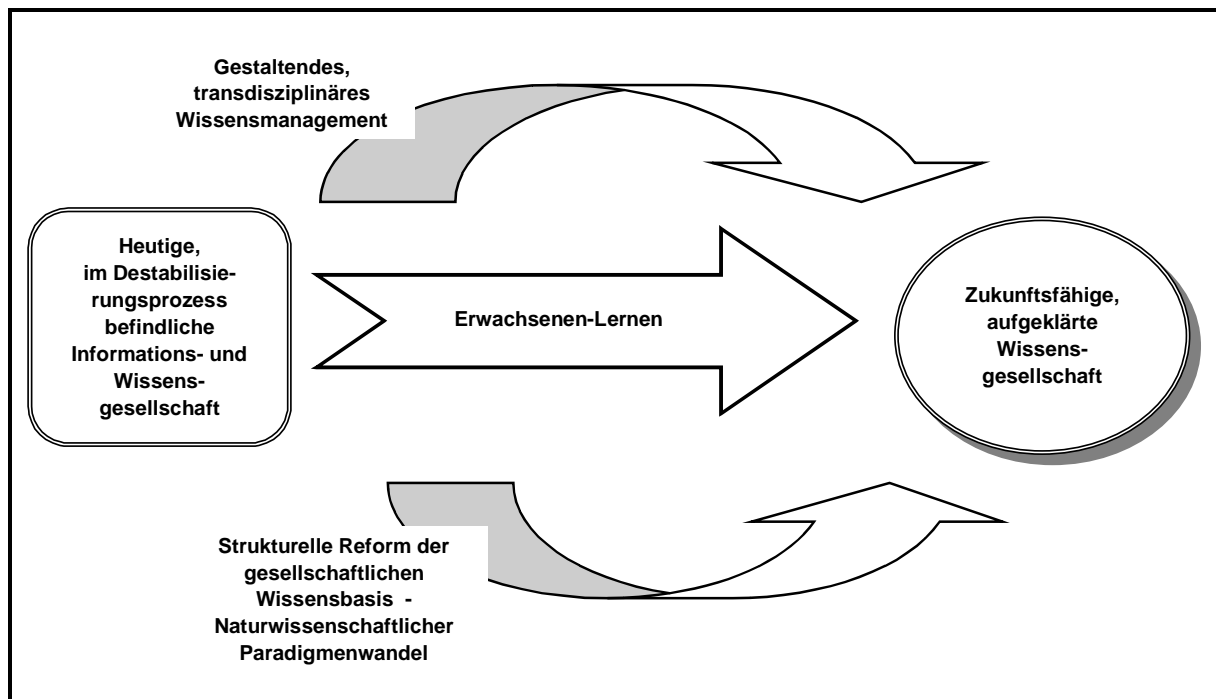 Gestaltendes,
transdisziplinäres
Wissensmanagement
Heutige,
im Destabilisie-
rungsprozess
befindliche
Informations- und
Wissens-
gesellschaft
Erwachsenen-Lernen
Zukunftsfähige,
aufgeklärte
Wissens-
gesellschaft
Strukturelle Reform der
gesellschaftlichen
Wissensbasis -
Naturwissenschaftlicher
Paradigmenwandel